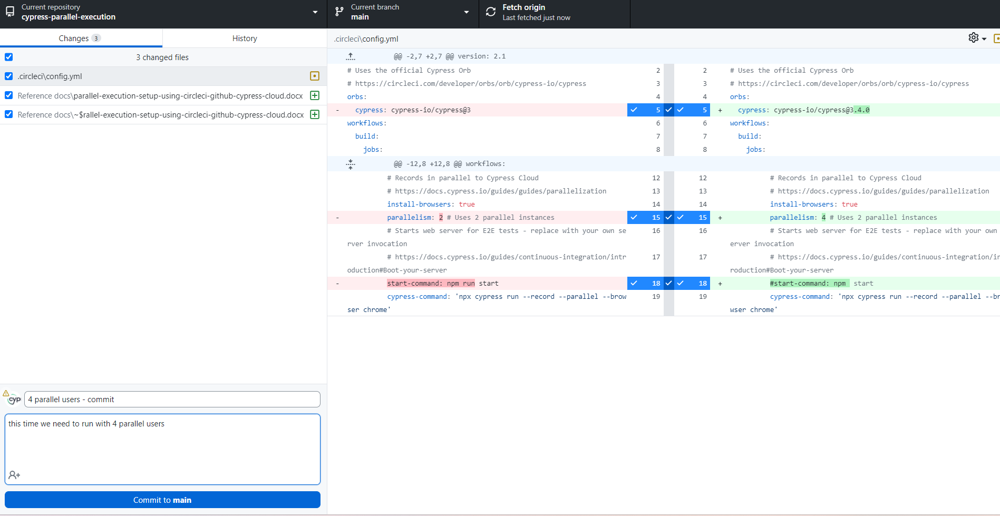 Current repository
cypress-parallel-execution
Current branch
main
Fetch origin
Last fetched just now
Changes 3
History
3 changed files
.circleci\config.yml
Reference docs\parallel-execution-setup-using-circleci-github-cypress-cloud.docx
Reference docs\~$rallel-execution-setup-using-circleci-github-cypress-cloud.docx
cyp
4 parallel users - commit
this time we need to run with 4 parallel users
Commit to main
.circleci\config.yml
@@ -2,7 +2,7 @@ version: 2.1
# Uses the official Cypress Orb 2 2 # Uses the official Cypress Orb
# https://circleci.com/developer/orbs/orb/cypress-io/cypress 3 3 # https://circleci.com/developer/orbs/orb/cypress-io/cypress
orbs: 4 4 orbs:
- cypress: cypress-io/cypress@3 5 5 + cypress: cypress-io/cypress@3.4.0
workflows: 6 6 workflows:
build: 7 7 build:
jobs: 8 8 jobs:
@@ -12,8 +12,8 @@ workflows:
# Records in parallel to Cypress Cloud 12 12 # Records in parallel to Cypress Cloud
# https://docs.cypress.io/guides/guides/parallelization 13 13 # https://docs.cypress.io/guides/guides/parallelization
install-browsers: true 14 14 install-browsers: true
- parallelism: 2 # Uses 2 parallel instances 15 15 + parallelism: 4 # Uses 2 parallel instances
# Starts web server for E2E tests - replace with your own se 16 16 # Starts web server for E2E tests - replace with your own
rver invocation erver invocation
# https://docs.cypress.io/guides/continuous-integration/intr 17 17 # https://docs.cypress.io/guides/continuous-integration/in
oduction#Boot-your-server roduction#Boot-your-server
- start-command: npm run start 18 18 + #start-command: npm  start
cypress-command: 'npx cypress run --record --parallel --brow 19 19 cypress-command: 'npx cypress run --record --parallel --br
ser chrome' wser chrome'